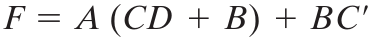 F = A (CD + B) + BC′